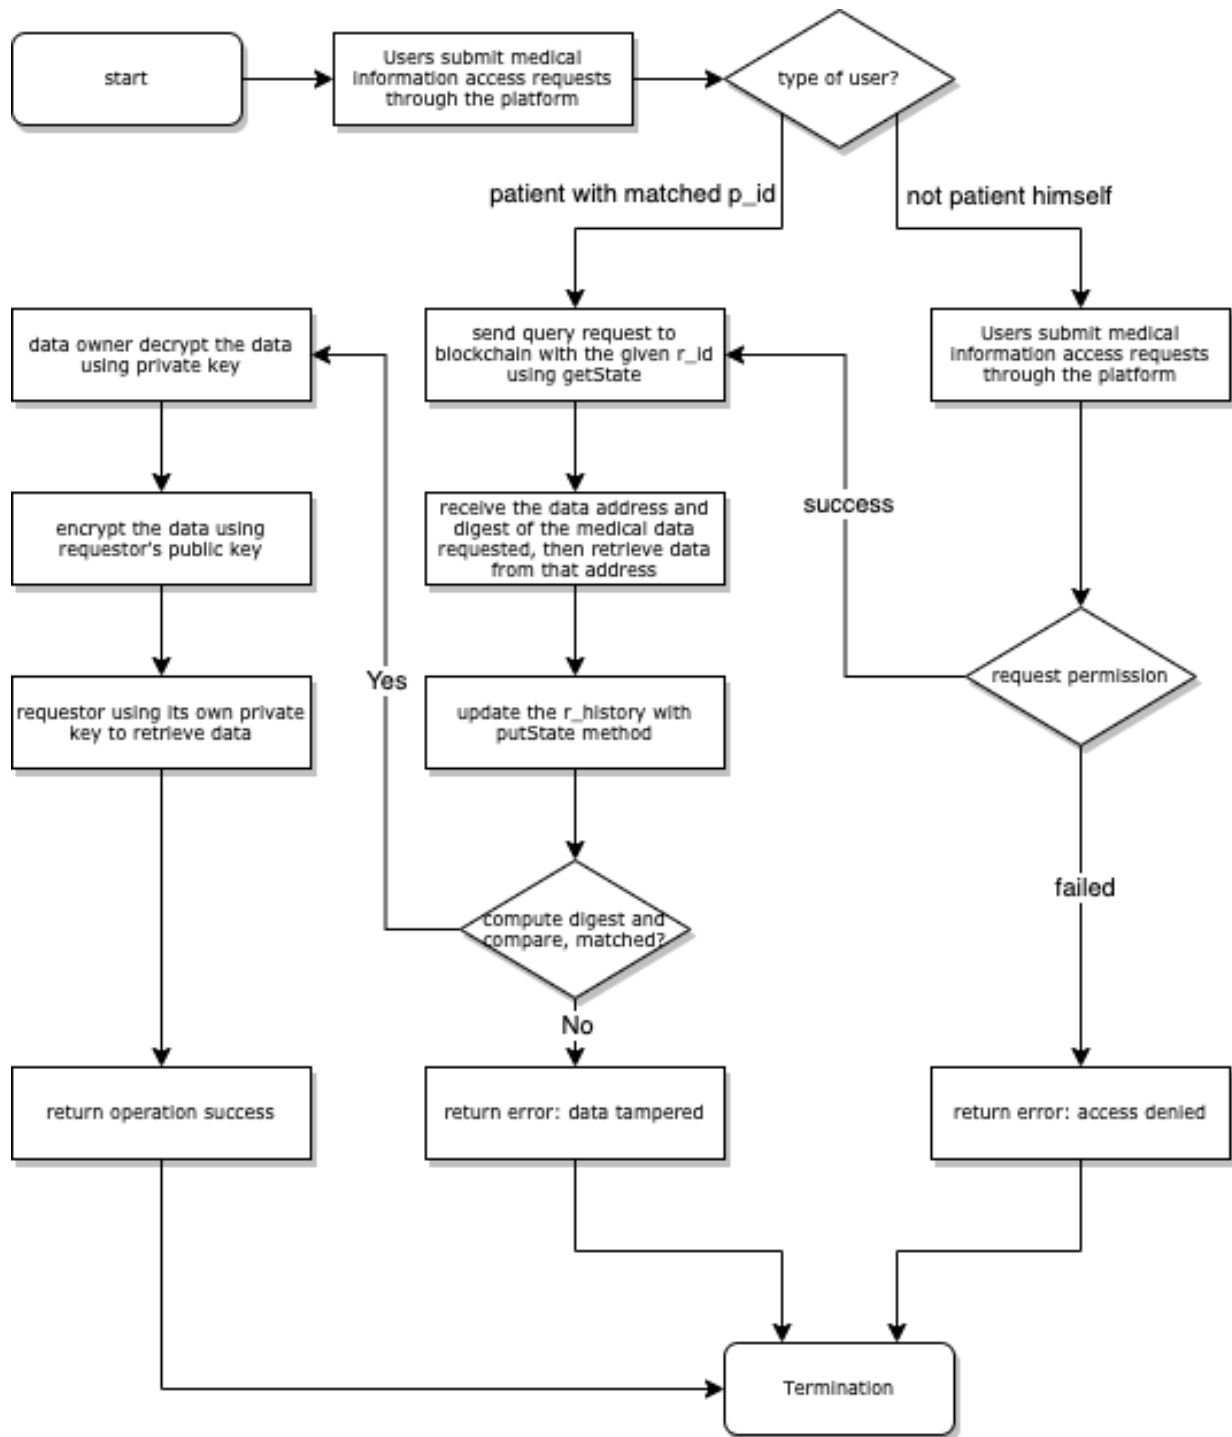 start
Users submit medical
information access requests
through the platform
type of user?
patient with matched p_id
not patient himself
data owner decrypt the data
using private key
send query request to
blockchain with the given r_id
using getState
Users submit medical
information access requests
through the platform
encrypt the data using
requestor's public key
receive the data address and
digest of the medical data
requested, then retrieve data
from that address
success
requestor using its own private
key to retrieve data
Yes
update the r_history with
putState method
request permission
failed
compute digest and
compare, matched?
No
return operation success
return error: data tampered
return error: access denied
Termination